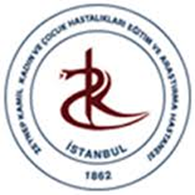 ZEYNEP KAMİL KADIN VE ÇOCUK HASTALIKLARI EĞİTİM VE ARAŞTIRMA HASTANESİ
İSTANBUL
1862